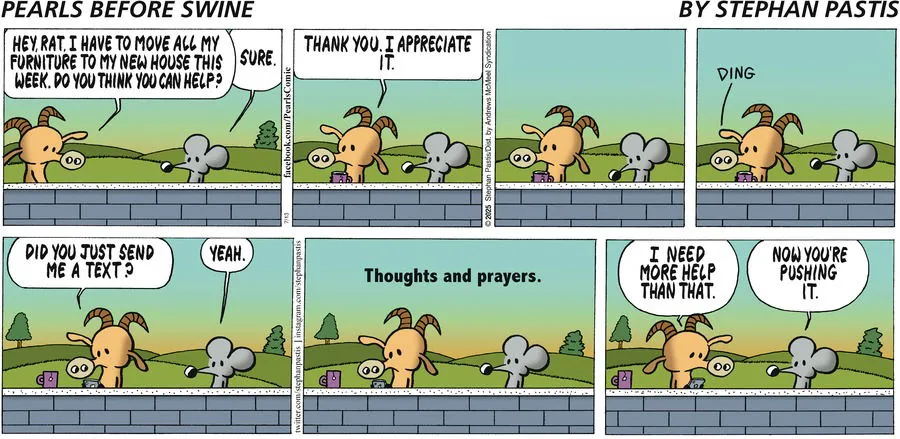 PEARLS BEFORE SWINE
BY STEPHAN PASTIS
HEY, RAT, I HAVE TO MOVE ALL MY
FURNITURE TO MY NEW HOUSE THIS
WEEK. DO YOU THINK YOU CAN HELP?
SURE.
facebook.com/PearlsComic
7/13
THANK YOU. I APPRECIATE
IT.
© 2025 Stephan Pastis/Dist. by Andrews McMeel Syndication
DING
DID YOU JUST SEND
ME A TEXT?
YEAH.
twitter.com/stephanpastis | instagram.com/stephanpastis
Thoughts and prayers.
I NEED
MORE HELP
THAN THAT.
NOW YOU'RE
PUSHING
IT.